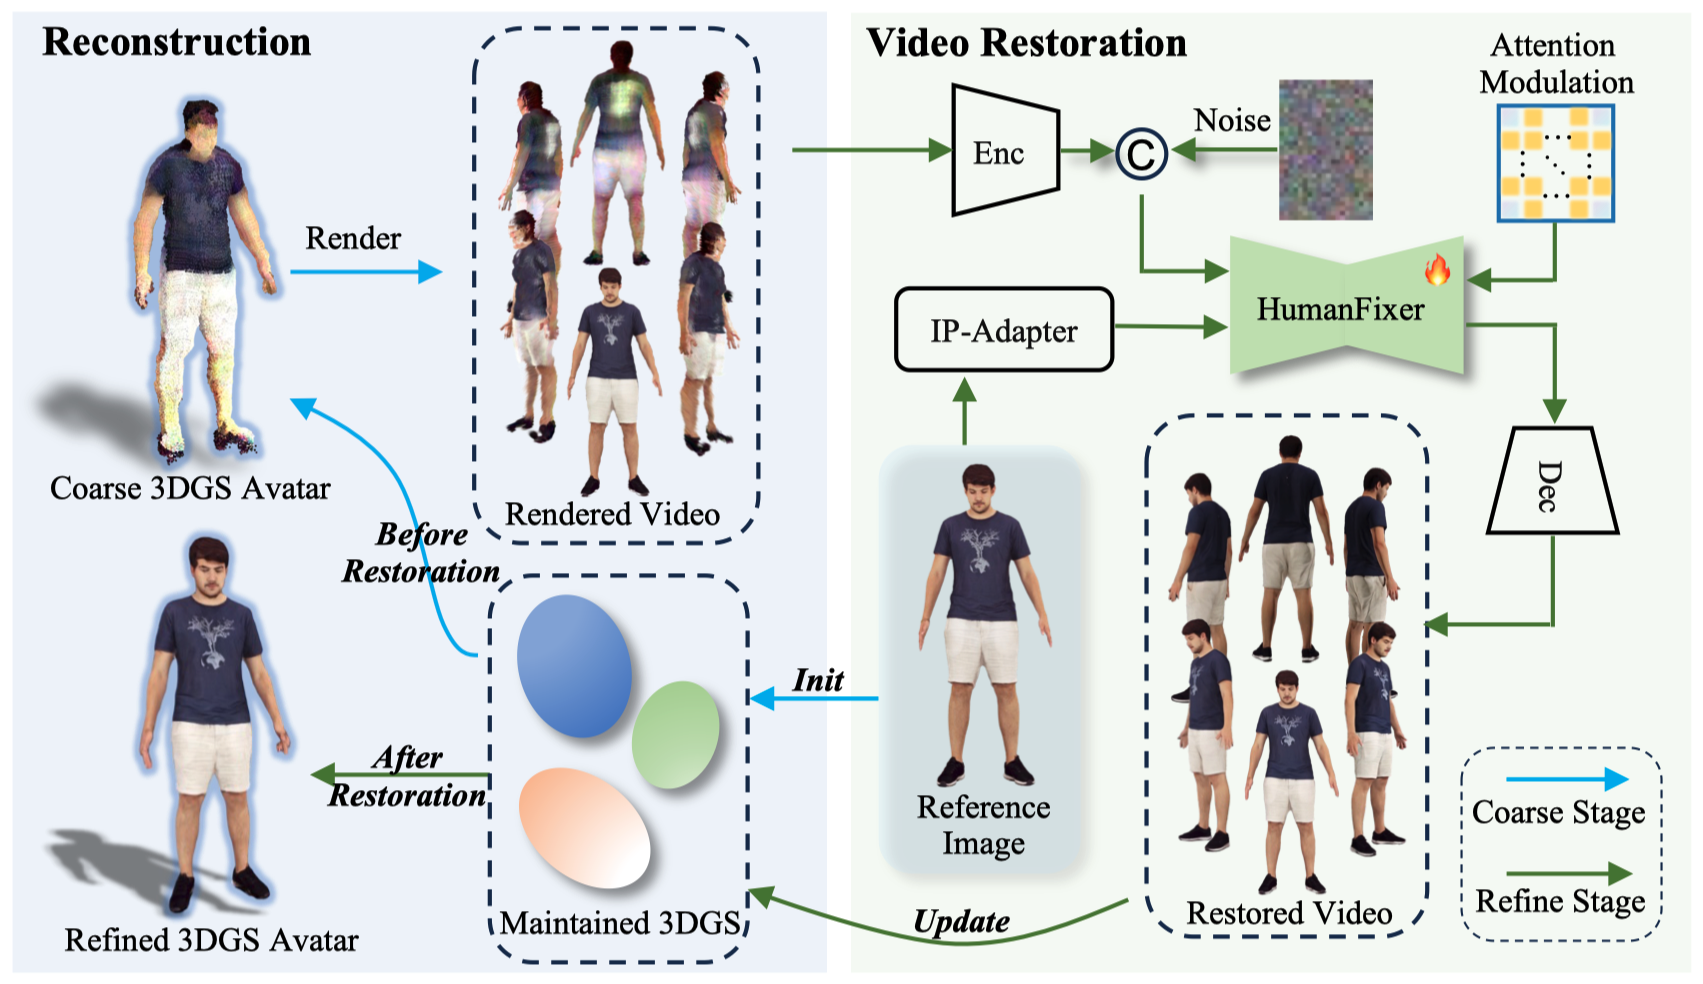 Reconstruction
Render
Coarse 3DGS Avatar
Rendered Video
Before
Restoration
After
Restoration
Refined 3DGS Avatar
Maintained 3DGS
Init
Update
Video Restoration
Enc
C
Noise
Attention
Modulation
IP-Adapter
HumanFixer
Dec
Reference
Image
Restored Video
Coarse Stage
Refine Stage